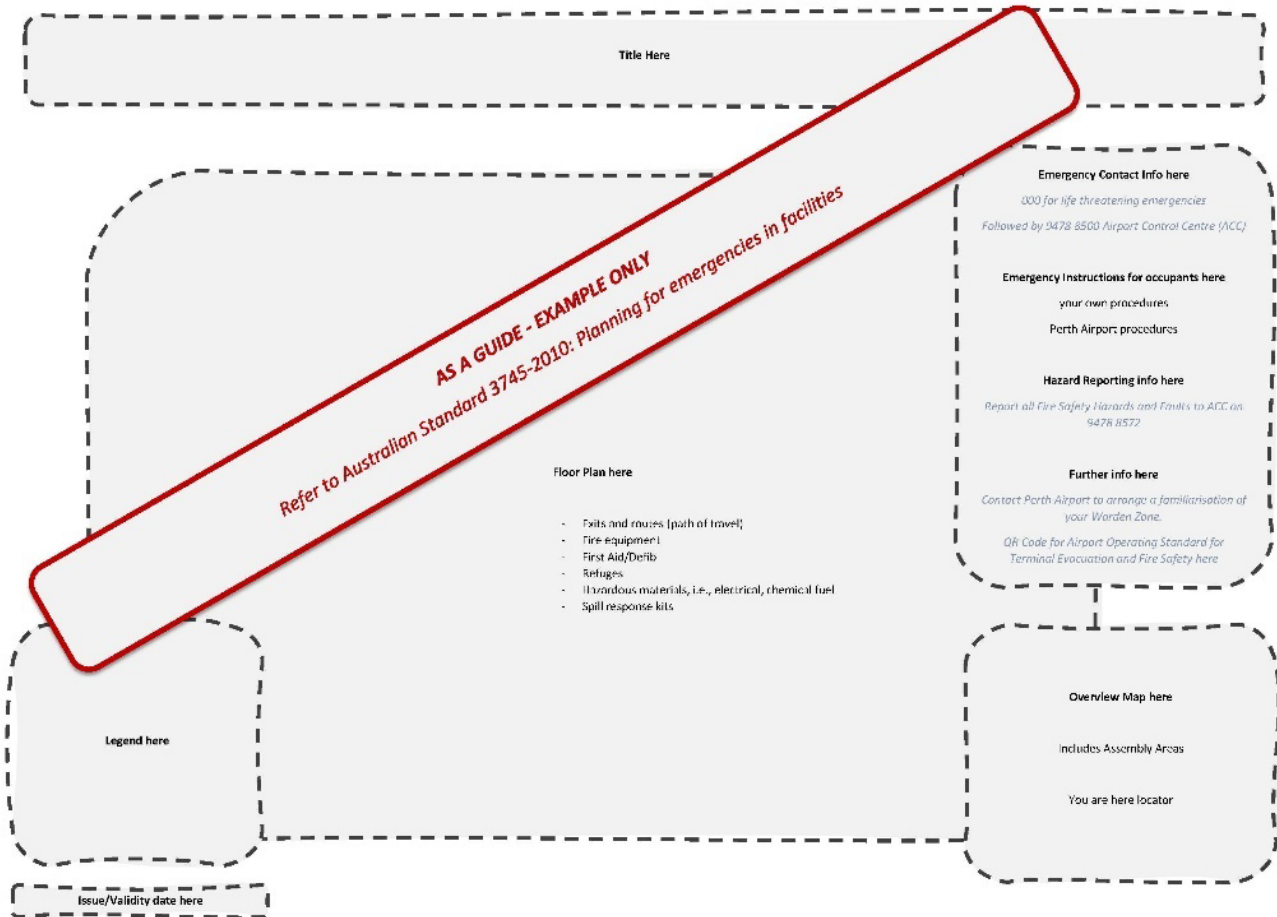 Title Here
AS A GUIDE - EXAMPLE ONLY
Refer to Australian Standard 3745-2010: Planning for emergencies in facilities
Emergency Contact Info here
000 for life threatening emergencies
Followed by 9478 8500 Airport Control Centre (ACC)
Emergency Instructions for occupants here
your own procedures
Perth Airport procedures
Hazard Reporting info here
Report all Fire Safety Hazards and Faults to ACC on
9478 8572
Further info here
Contact Perth Airport to arrange a familiarisation of
your Warden Zone.
QR Code for Airport Operating Standard for
Terminal Evacuation and Fire Safety here
Floor Plan here
- Exits and routes (path of travel)
- Fire equipment
- First Aid/Defib
- Refuges
- Hazardous materials, i.e., electrical, chemical fuel
- Spill response kits
Legend here
Overview Map here
Includes Assembly Areas
You are here locator
Issue/Validity date here